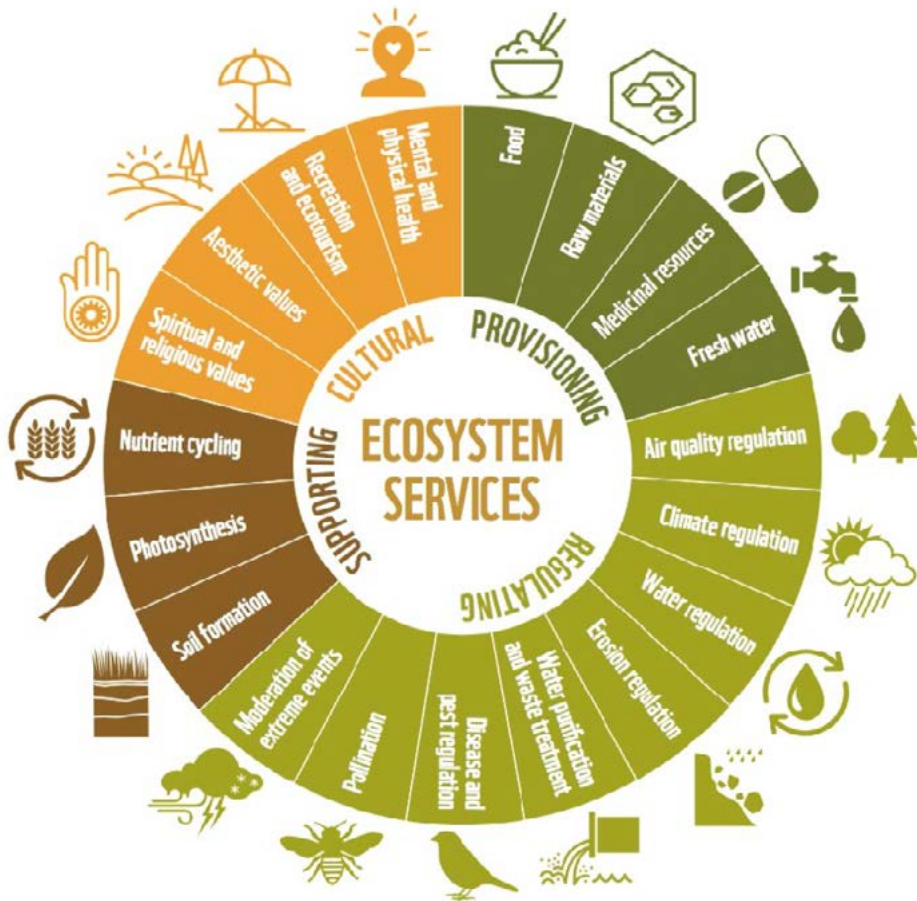 ECOSYSTEM
SERVICES
PROVISIONING
Food
Raw materials
Medicinal resources
Fresh water
REGULATING
Air quality regulation
Climate regulation
Water regulation
Erosion regulation
Water purification
and waste treatment
Disease and
pest regulation
Pollination
Moderation of
extreme events
SUPPORTING
Soil formation
Photosynthesis
Nutrient cycling
CULTURAL
Spiritual and
religious values
Aesthetic values
Recreation
and ecotourism
Mental and
physical health